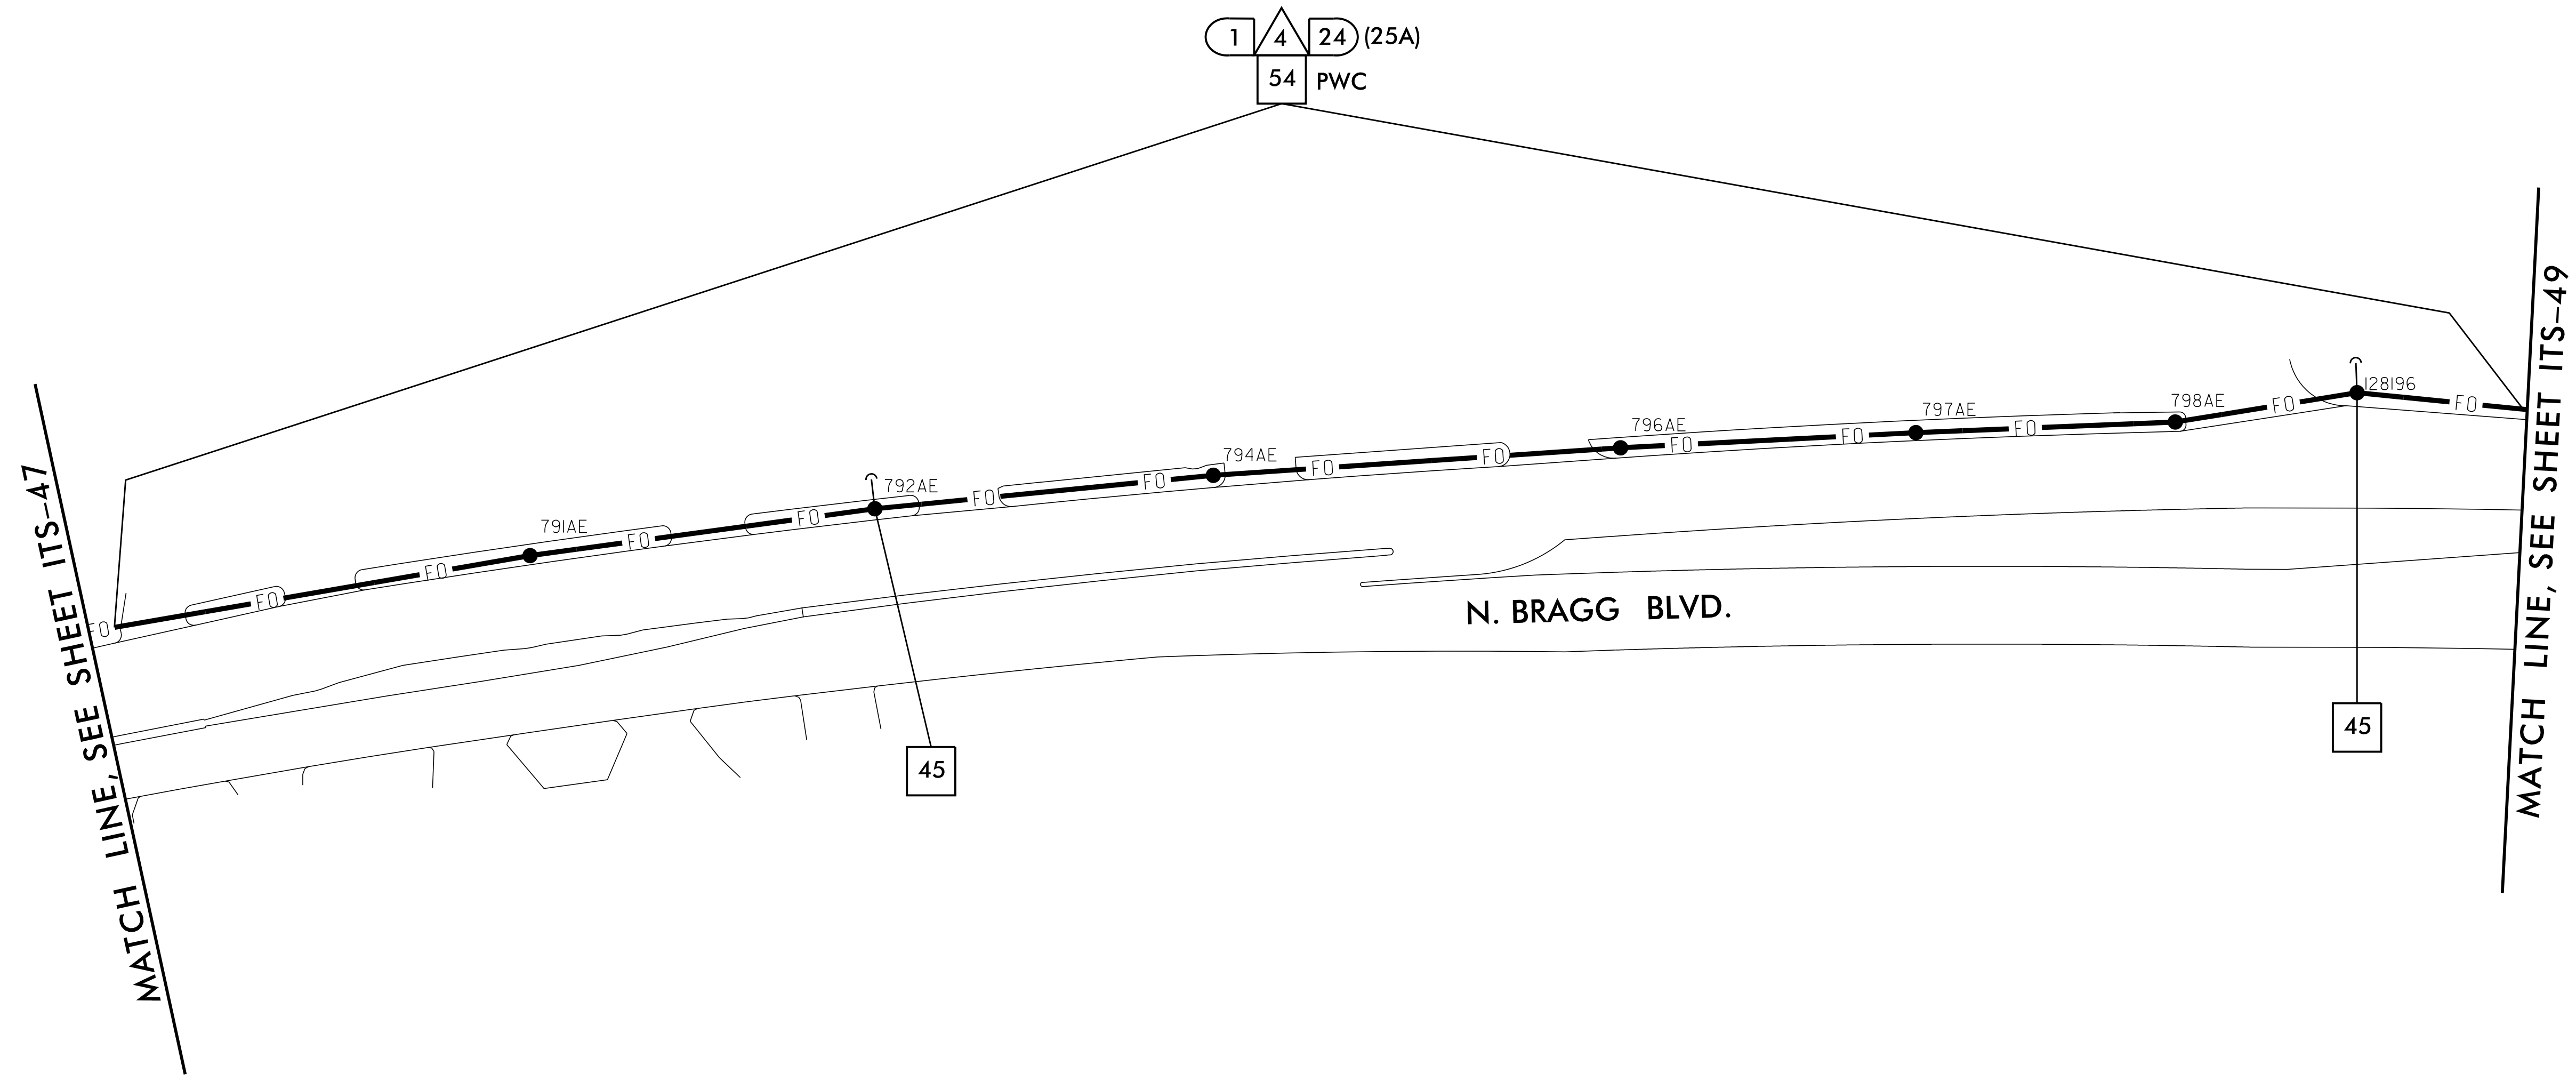 1 4 24 (25A)
54 PWC
MATCH LINE, SEE SHEET ITS-47
MATCH LINE, SEE SHEET ITS-49
128196
798AE
797AE
796AE
794AE
792AE
791AE
FO FO FO FO FO FO FO FO FO FO FO FO FO FO
N. BRAGG BLVD.
45
45